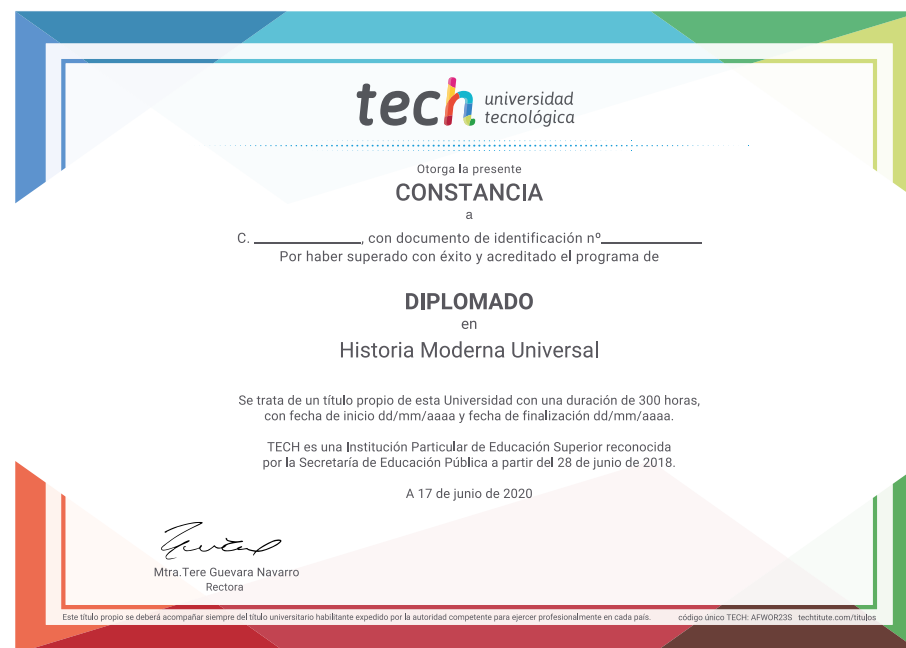 tech universidad
tecnológica
Otorga la presente
CONSTANCIA
a
C. ______________, con documento de identificación nº_____________
Por haber superado con éxito y acreditado el programa de
DIPLOMADO
en
Historia Moderna Universal
Se trata de un título propio de esta Universidad con una duración de 300 horas,
con fecha de inicio dd/mm/aaaa y fecha de finalización dd/mm/aaaa.
TECH es una Institución Particular de Educación Superior reconocida
por la Secretaría de Educación Pública a partir del 28 de junio de 2018.
A 17 de junio de 2020
Mtra.Tere Guevara Navarro
Rectora
Este título propio se deberá acompañar siempre del título universitario habilitante expedido por la autoridad competente para ejercer profesionalmente en cada país. código único TECH: AFWOR23S techtitute.com/titulos